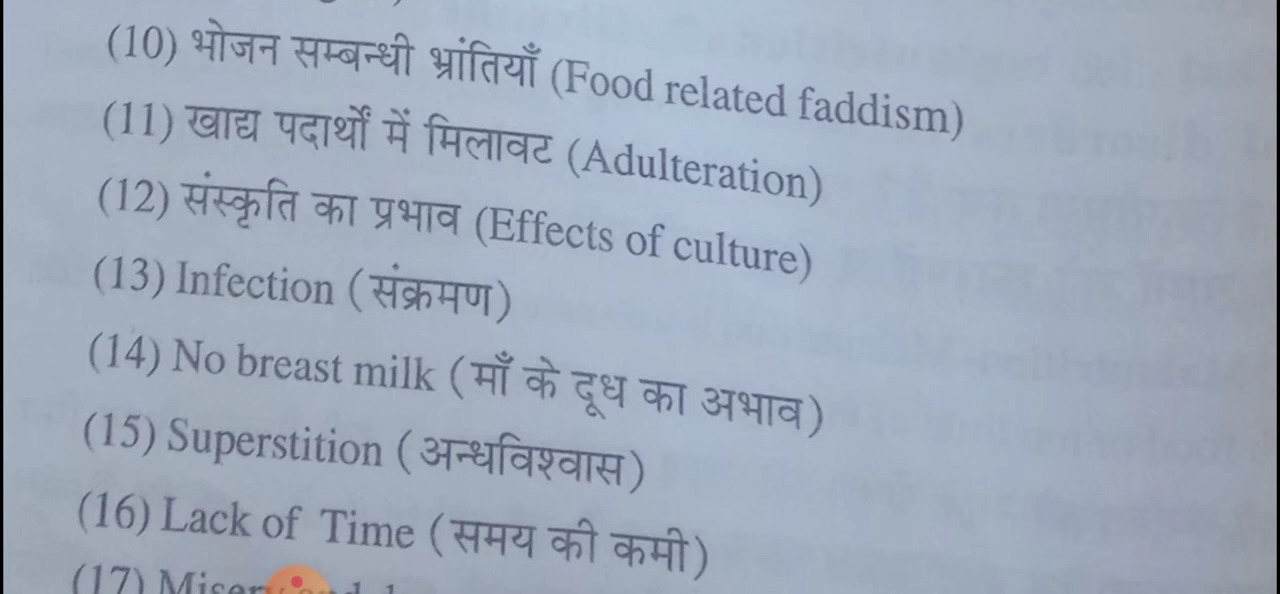 (10) भोजन सम्बन्धी भ्रांतियाँ (Food related faddism)
(11) खाद्य पदार्थों में मिलावट (Adulteration)
(12) संस्कृति का प्रभाव (Effects of culture)
(13) Infection (संक्रमण)
(14) No breast milk (माँ के दूध का अभाव)
(15) Superstition (अन्धविश्वास)
(16) Lack of Time (समय की कमी)
(17)